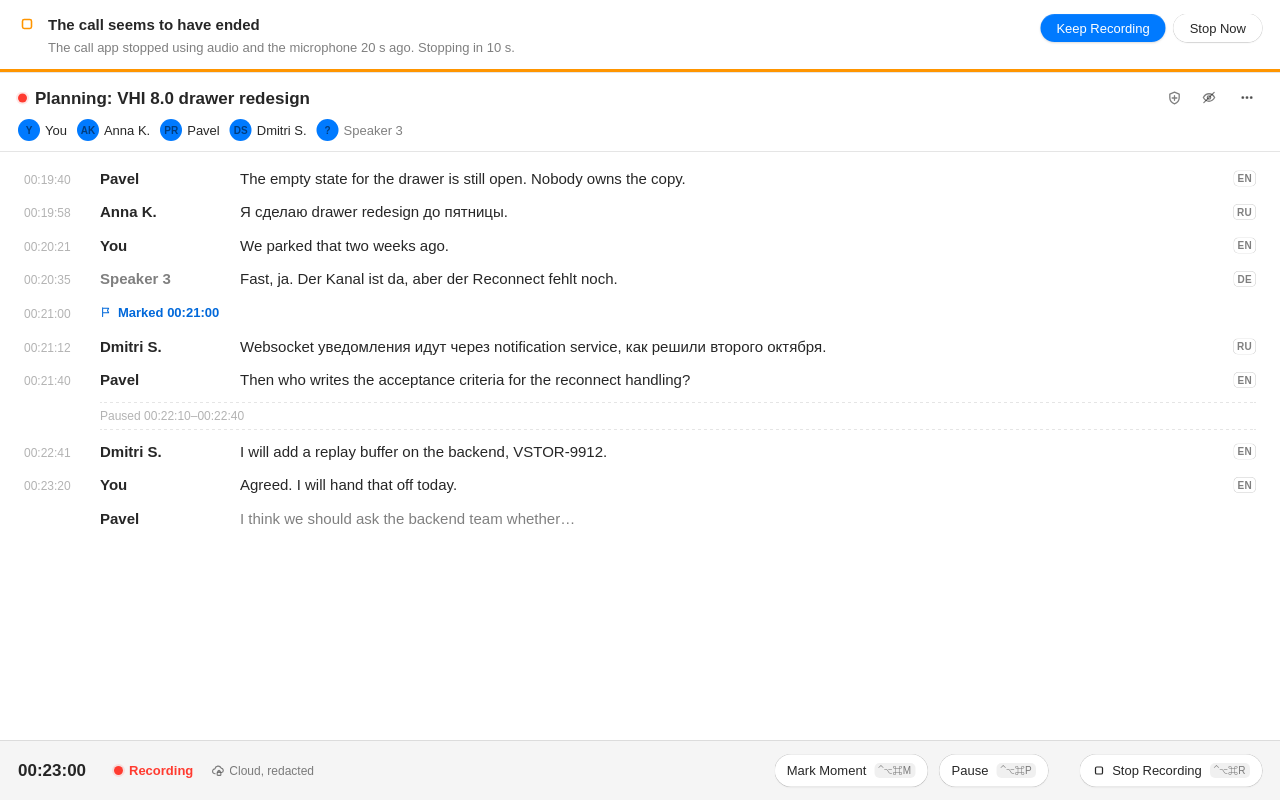 The call seems to have ended
The call app stopped using audio and the microphone 20 s ago. Stopping in 10 s.
Keep Recording
Stop Now
Planning: VHI 8.0 drawer redesign
Y You AK Anna K. PR Pavel DS Dmitri S. ? Speaker 3
00:19:40 Pavel The empty state for the drawer is still open. Nobody owns the copy. EN
00:19:58 Anna K. Я сделаю drawer redesign до пятницы. RU
00:20:21 You We parked that two weeks ago. EN
00:20:35 Speaker 3 Fast, ja. Der Kanal ist da, aber der Reconnect fehlt noch. DE
00:21:00 Marked 00:21:00
00:21:12 Dmitri S. Websocket уведомления идут через notification service, как решили второго октября. RU
00:21:40 Pavel Then who writes the acceptance criteria for the reconnect handling? EN
Paused 00:22:10–00:22:40
00:22:41 Dmitri S. I will add a replay buffer on the backend, VSTOR-9912. EN
00:23:20 You Agreed. I will hand that off today. EN
Pavel I think we should ask the backend team whether…
00:23:00 Recording Cloud, redacted Mark Moment ⌃⌥⌘M Pause ⌃⌥⌘P Stop Recording ⌃⌥⌘R